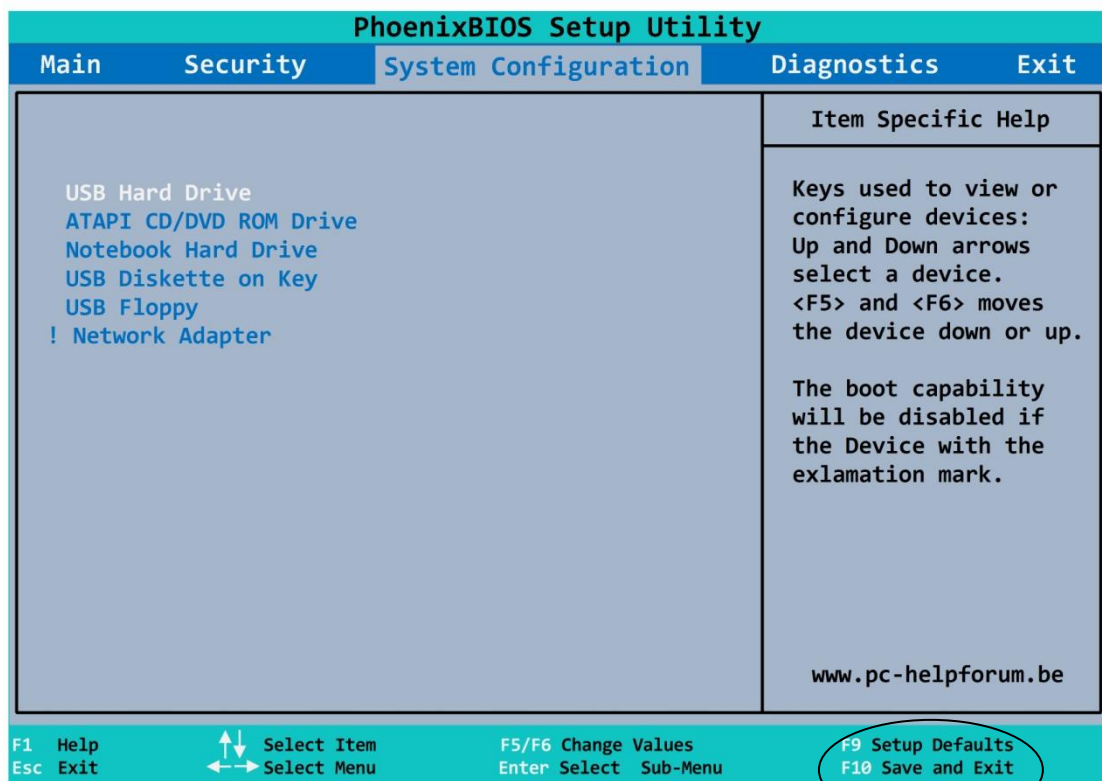 PhoenixBIOS Setup Utility
Main Security System Configuration Diagnostics Exit
USB Hard Drive
ATAPI CD/DVD ROM Drive
Notebook Hard Drive
USB Diskette on Key
USB Floppy
! Network Adapter
Item Specific Help
Keys used to view or
configure devices:
Up and Down arrows
select a device.
<F5> and <F6> moves
the device down or up.
The boot capability
will be disabled if
the Device with the
exlamation mark.
www.pc-helpforum.be
F1 Help Select Item F5/F6 Change Values F9 Setup Defaults
Esc Exit Select Menu Enter Select Sub-Menu F10 Save and Exit